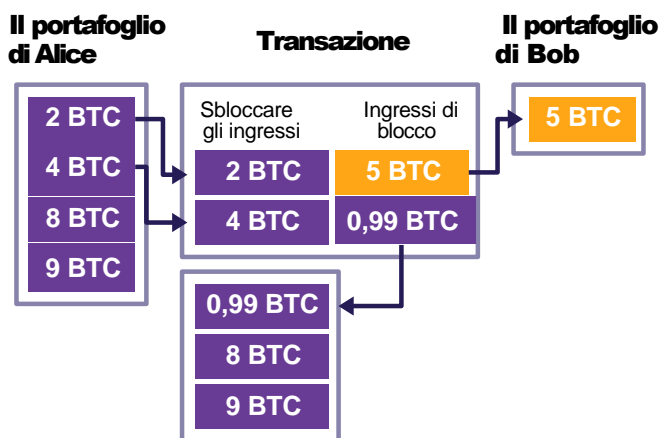 Il portafoglio
di Alice
Transazione
Il portafoglio
di Bob
2 BTC
4 BTC
8 BTC
9 BTC
Sbloccare
gli ingressi
Ingressi di
blocco
2 BTC
5 BTC
4 BTC
0,99 BTC
5 BTC
0,99 BTC
8 BTC
9 BTC